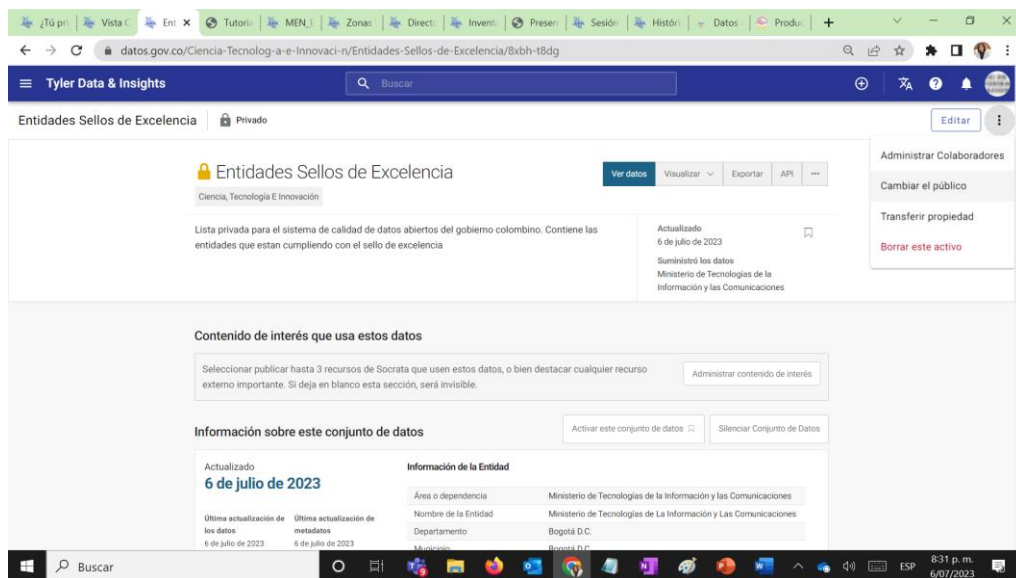 ¿Tú pri
Vista C
Ent
Tutoria
MEN_E
Zonas
Directo
Invent
Presen
Sesión
Históri
Datos
Produc
datos.gov.co/Ciencia-Tecnolog-a-e-Innovaci-n/Entidades-Sellos-de-Excelencia/8xbh-t8dg
Tyler Data & Insights
Buscar
Entidades Sellos de Excelencia
Privado
Editar
Administrar Colaboradores
Cambiar el público
Transferir propiedad
Borrar este activo
Entidades Sellos de Excelencia
Ver datos
Visualizar
Exportar
API
Ciencia, Tecnología E Innovación
Lista privada para el sistema de calidad de datos abiertos del gobierno colombino. Contiene las
entidades que estan cumpliendo con el sello de excelencia
Actualizado
6 de julio de 2023
Suministró los datos
Ministerio de Tecnologías de la
Información y las Comunicaciones
Contenido de interés que usa estos datos
Seleccionar publicar hasta 3 recursos de Socrata que usen estos datos, o bien destacar cualquier recurso
externo importante. Si deja en blanco esta sección, será invisible.
Administrar contenido de interés
Información sobre este conjunto de datos
Activar este conjunto de datos
Silenciar Conjunto de Datos
Actualizado
6 de julio de 2023
Última actualización de
los datos
6 de julio de 2023
Última actualización de
metadatos
6 de julio de 2023
Información de la Entidad
Área o dependencia Ministerio de Tecnologías de la Información y las Comunicaciones
Nombre de la Entidad Ministerio de Tecnologías de La Información y Las Comunicaciones
Departamento Bogotá D.C.
Municipio Bogotá D.C.
Buscar
ESP
8:31 p. m.
6/07/2023